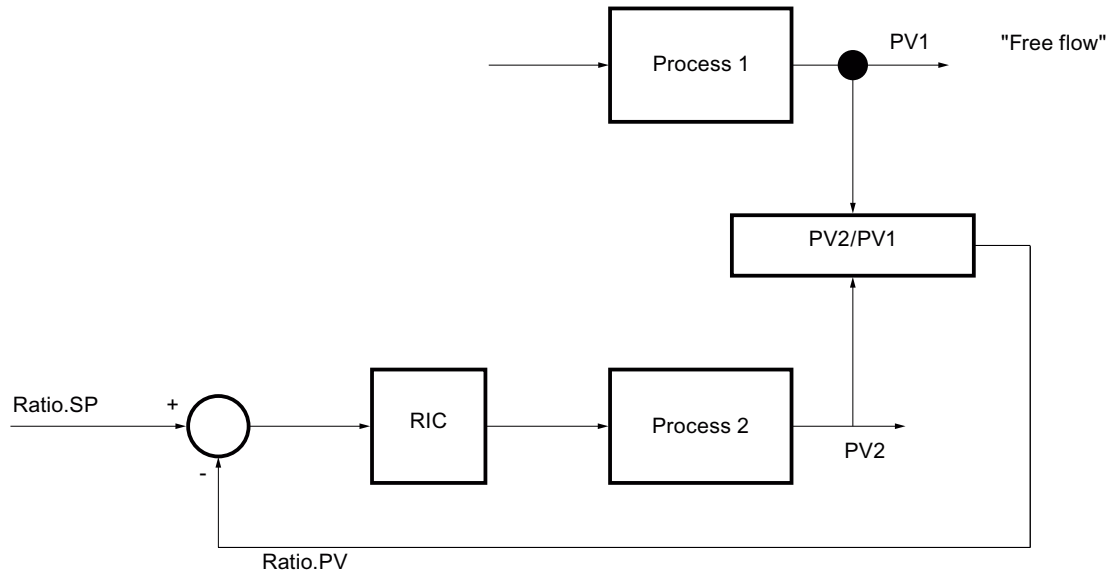 PV1
"Free flow"
Process 1
PV2/PV1
Ratio.SP
+
RIC
Process 2
PV2
-
Ratio.PV